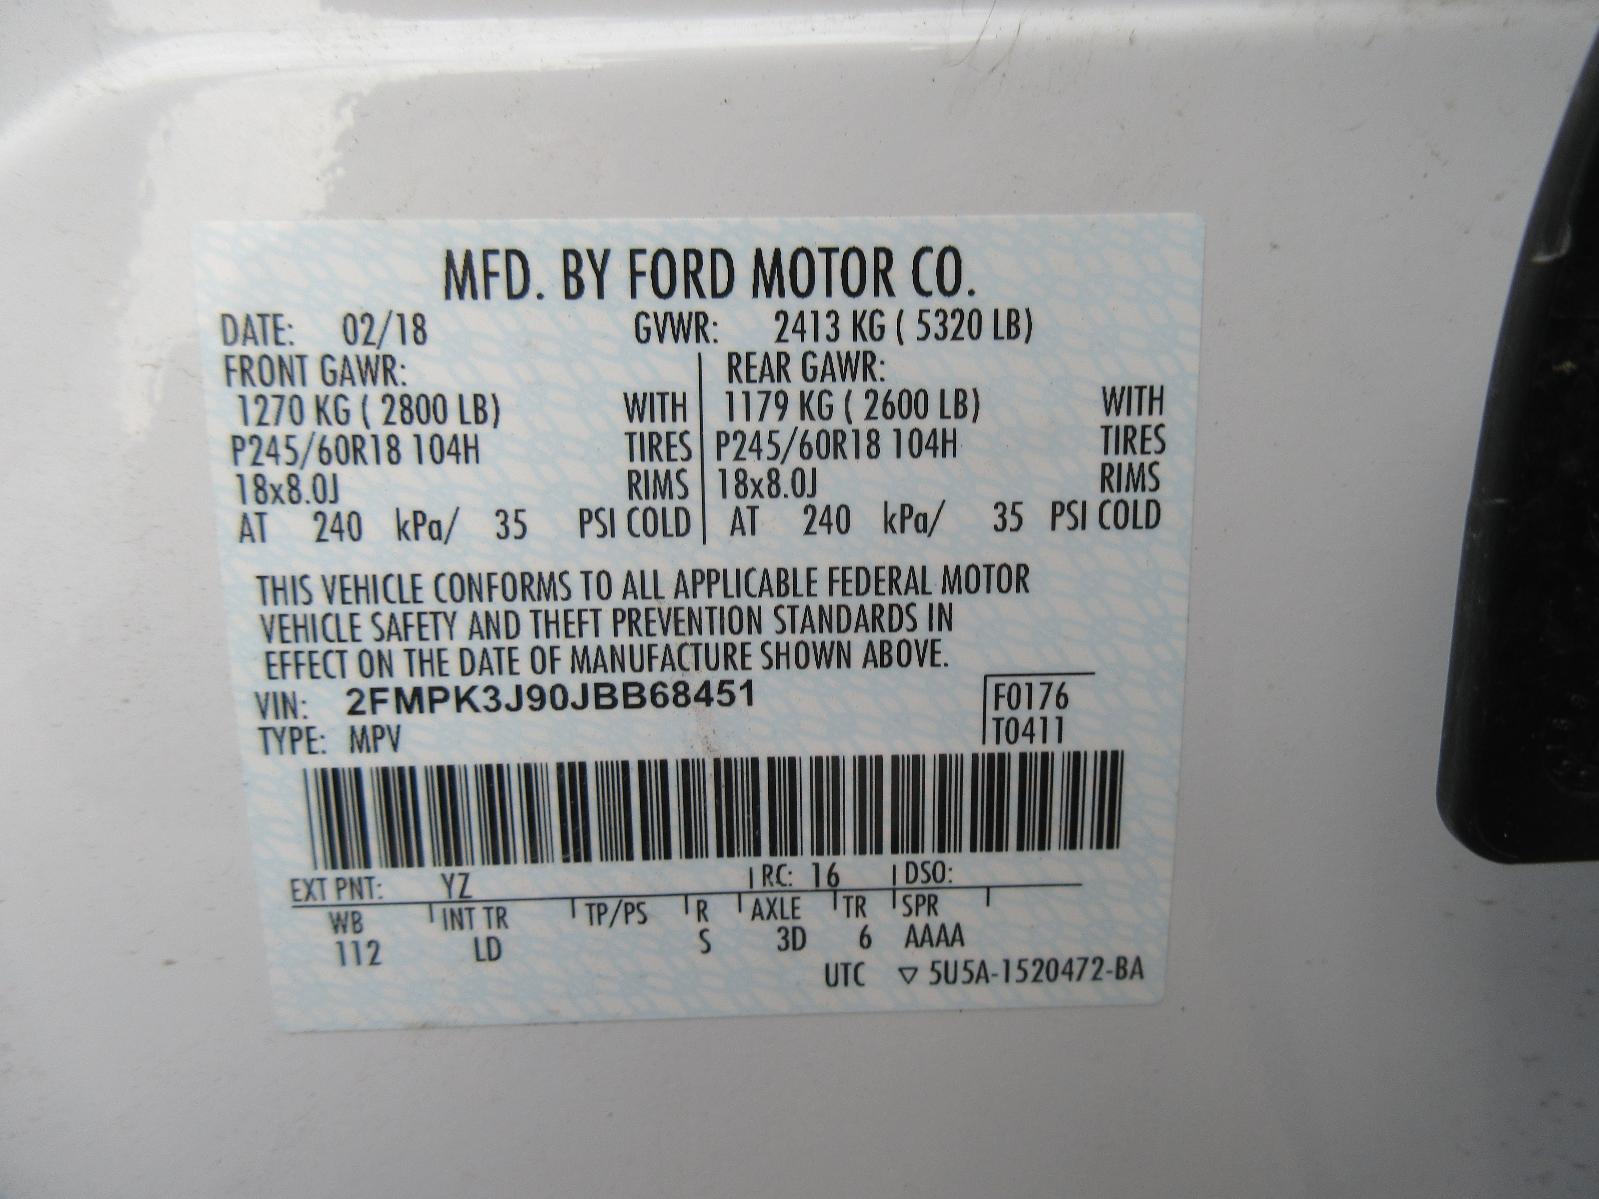 MFD. BY FORD MOTOR CO.
DATE: 02/18 GVWR: 2413 KG ( 5320 LB)
FRONT GAWR: REAR GAWR:
1270 KG ( 2800 LB) WITH 1179 KG ( 2600 LB) WITH
P245/60R18 104H TIRES P245/60R18 104H TIRES
18x8.0J RIMS 18x8.0J RIMS
AT 240 kPa/ 35 PSI COLD AT 240 kPa/ 35 PSI COLD
THIS VEHICLE CONFORMS TO ALL APPLICABLE FEDERAL MOTOR
VEHICLE SAFETY AND THEFT PREVENTION STANDARDS IN
EFFECT ON THE DATE OF MANUFACTURE SHOWN ABOVE.
VIN: 2FMPK3J90JBB68451 F0176
TYPE: MPV T0411
EXT PNT: YZ RC: 16 DSO:
WB INT TR TP/PS R AXLE TR SPR
112 LD S 3D 6 AAAA
UTC ▽ 5U5A-1520472-BA